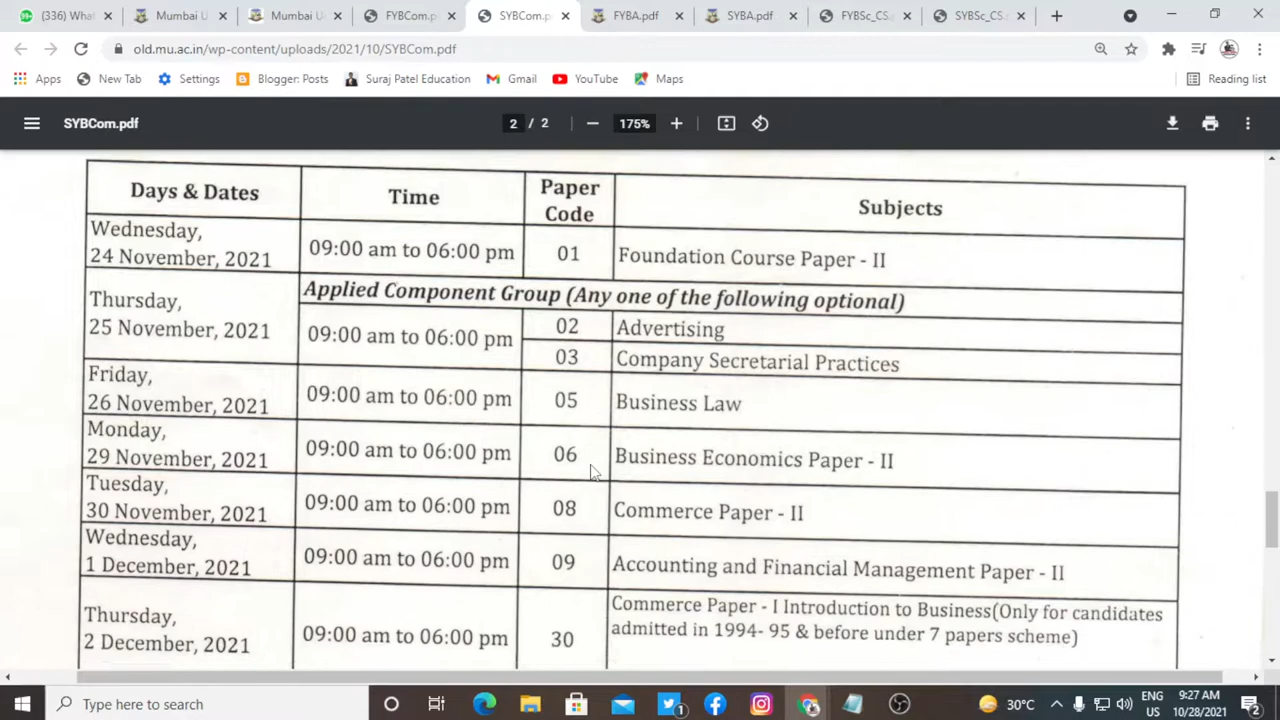 (336) What
Mumbai U
Mumbai U
FYBCom.p
SYBCom.p
FYBA.pdf
SYBA.pdf
FYBSc_CS.
SYBSc_CS.
old.mu.ac.in/wp-content/uploads/2021/10/SYBCom.pdf
Apps
New Tab
Settings
Blogger: Posts
Suraj Patel Education
Gmail
YouTube
Maps
Reading list
SYBCom.pdf
2 / 2
175%
Days & Dates
Time
Paper
Code
Subjects
Wednesday,
24 November, 2021
09:00 am to 06:00 pm
01
Foundation Course Paper - II
Thursday,
25 November, 2021
Applied Component Group (Any one of the following optional)
09:00 am to 06:00 pm
02
Advertising
03
Company Secretarial Practices
Friday,
26 November, 2021
09:00 am to 06:00 pm
05
Business Law
Monday,
29 November, 2021
09:00 am to 06:00 pm
06
Business Economics Paper - II
Tuesday,
30 November, 2021
09:00 am to 06:00 pm
08
Commerce Paper - II
Wednesday,
1 December, 2021
09:00 am to 06:00 pm
09
Accounting and Financial Management Paper - II
Thursday,
2 December, 2021
09:00 am to 06:00 pm
30
Commerce Paper - I Introduction to Business(Only for candidates
admitted in 1994- 95 & before under 7 papers scheme)
Type here to search
1
30°C
ENG
US
9:27 AM
10/28/2021
2